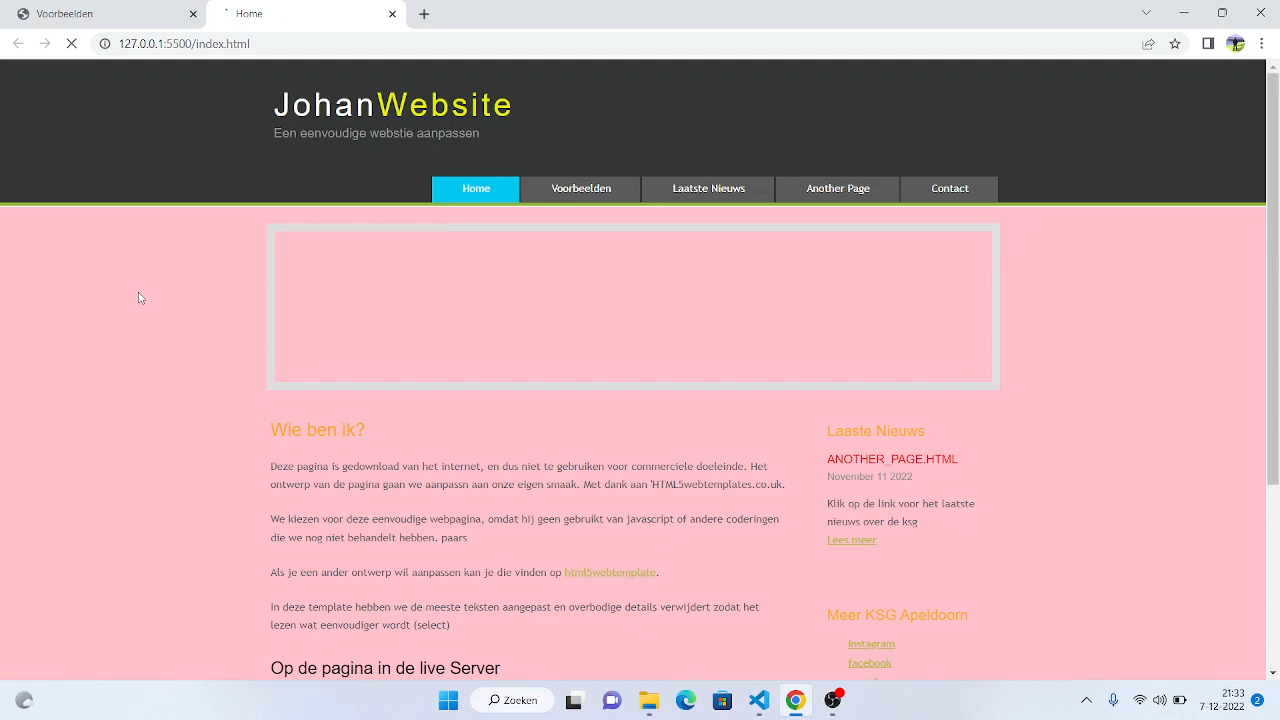 Voorbeelden
Home
127.0.0.1:5500/index.html
JohanWebsite
Een eenvoudige webstie aanpassen
Home Voorbeelden Laatste Nieuws Another Page Contact
Wie ben ik?
Deze pagina is gedownload van het internet, en dus niet te gebruiken voor commerciele doeleinde. Het
ontwerp van de pagina gaan we aanpassn aan onze eigen smaak. Met dank aan 'HTML5webtemplates.co.uk.
We kiezen voor deze eenvoudige webpagina, omdat hij geen gebruikt van javascript of andere coderingen
die we nog niet behandelt hebben. paars
Als je een ander ontwerp wil aanpassen kan je die vinden op html5webtemplate.
In deze template hebben we de meeste teksten aangepast en overbodige details verwijdert zodat het
lezen wat eenvoudiger wordt (select)
Op de pagina in de live Server
Laaste Nieuws
ANOTHER_PAGE.HTML
November 11 2022
Klik op de link voor het laatste
nieuws over de ksg
Lees meer
Meer KSG Apeldoorn
instagram
facebook
Zoeken
21:33
7-12-2022
2